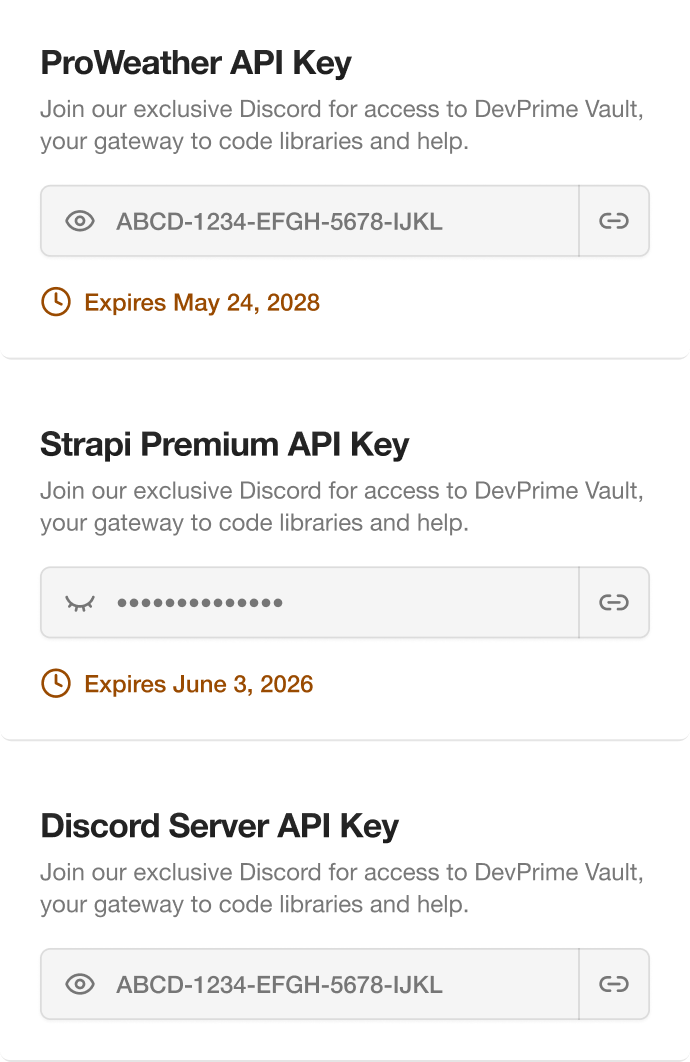 ProWeather API Key
Join our exclusive Discord for access to DevPrime Vault,
your gateway to code libraries and help.
ABCD-1234-EFGH-5678-IJKL
Expires May 24, 2028
Strapi Premium API Key
Join our exclusive Discord for access to DevPrime Vault,
your gateway to code libraries and help.
••••••••••••••
Expires June 3, 2026
Discord Server API Key
Join our exclusive Discord for access to DevPrime Vault,
your gateway to code libraries and help.
ABCD-1234-EFGH-5678-IJKL